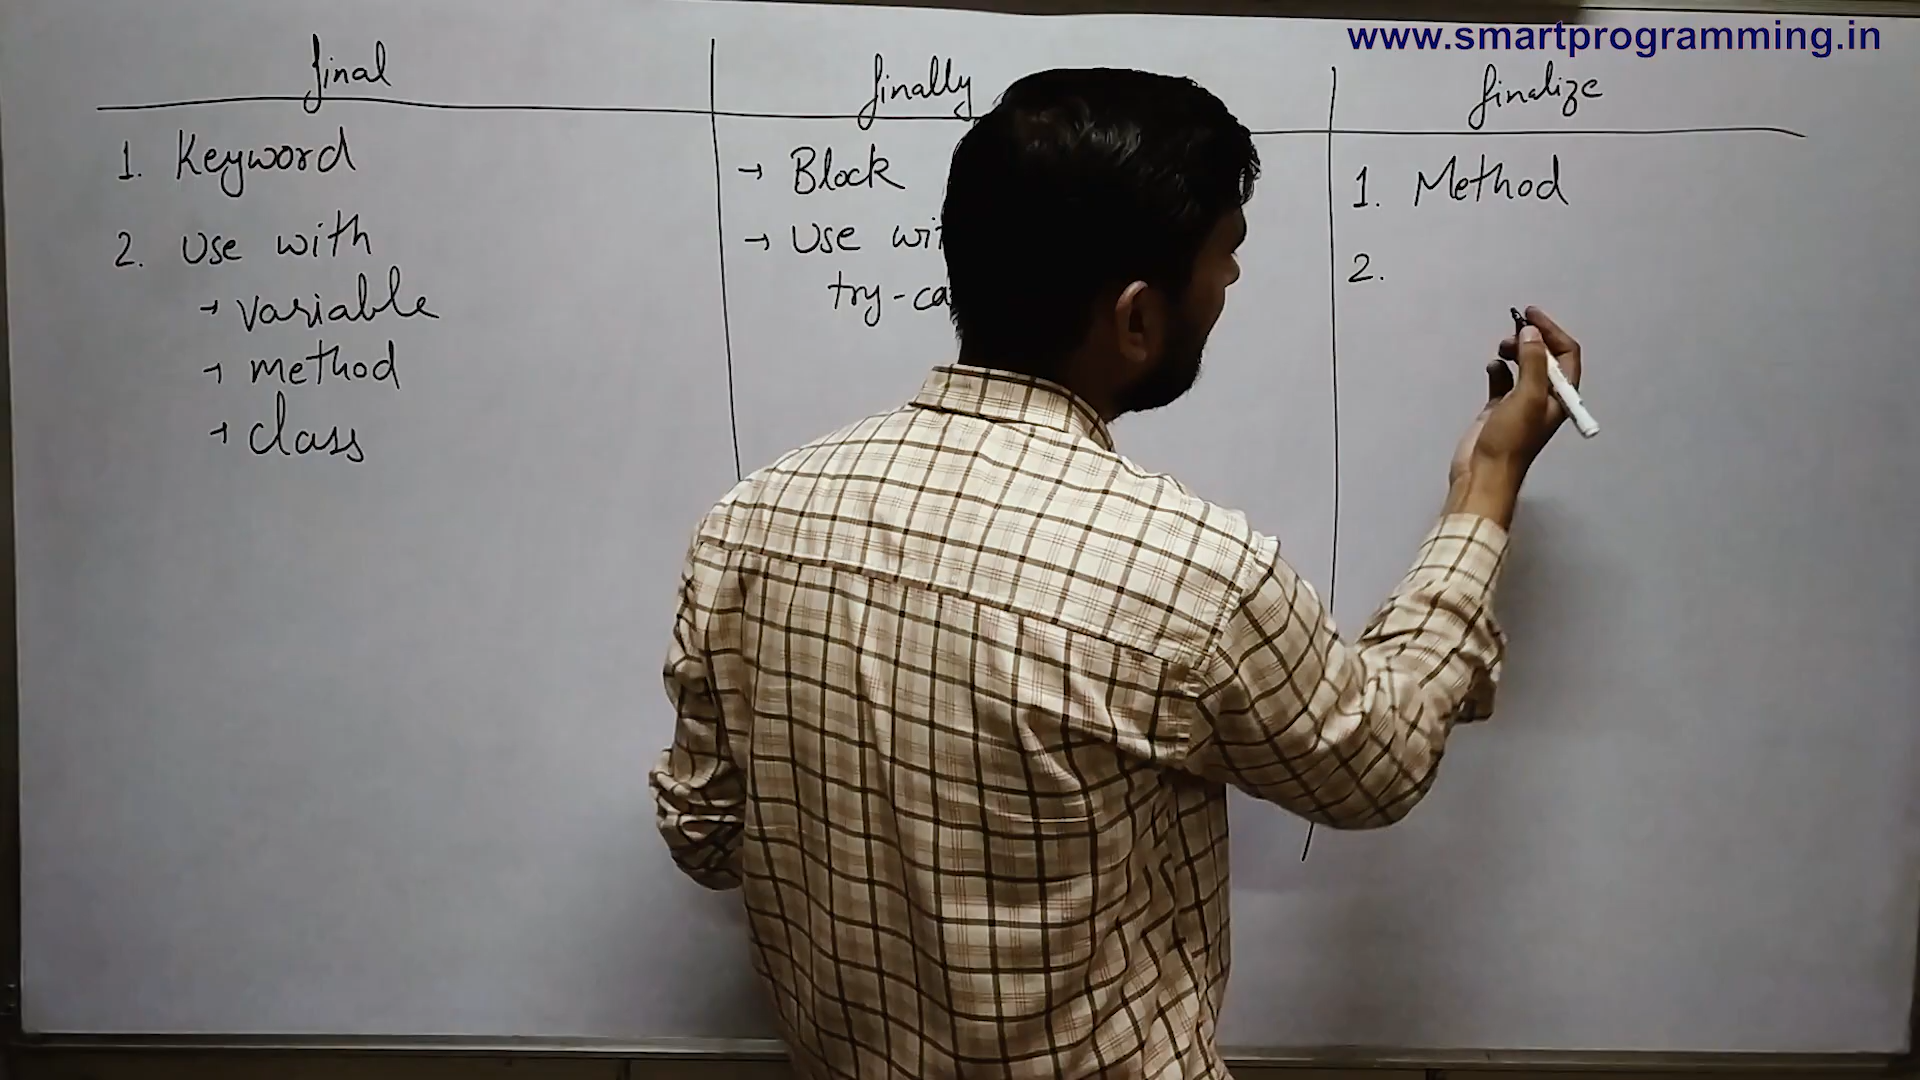 www.smartprogramming.in
final
1. Keyword
2. Use with
→ variable
→ method
→ class
finally
→ Block
→ Use
try-
finalize
1. Method
2.